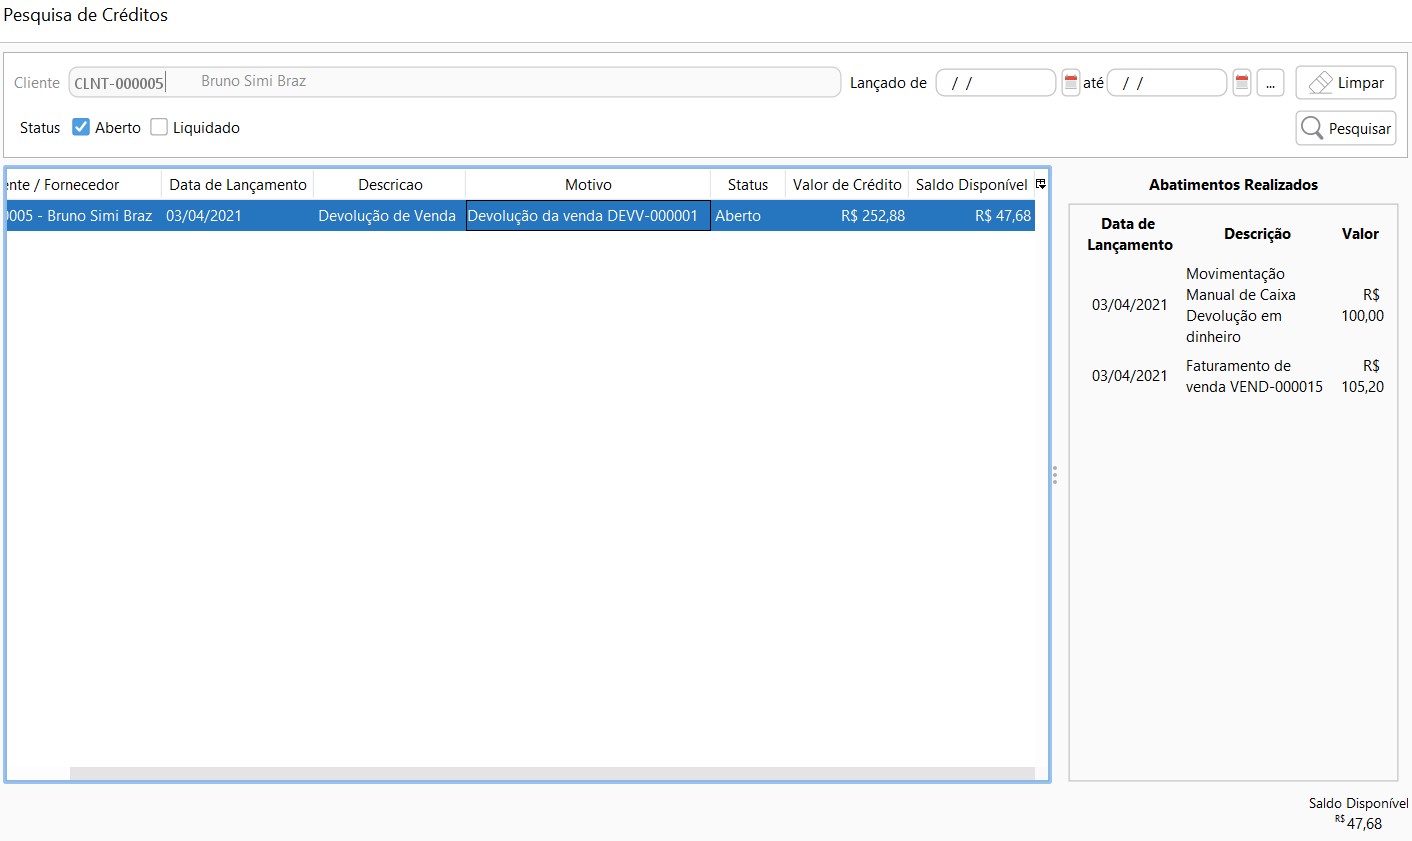 Pesquisa de Créditos
Cliente CLNT-000005 Bruno Simi Braz Lançado de / / até / / ... Limpar
Status Aberto Liquidado Pesquisar
ente / Fornecedor Data de Lançamento Descricao Motivo Status Valor de Crédito Saldo Disponível
0005 - Bruno Simi Braz 03/04/2021 Devolução de Venda Devolução da venda DEVV-000001 Aberto R$ 252,88 R$ 47,68
Abatimentos Realizados
Data de
Lançamento
Descrição
Valor
03/04/2021
Movimentação
Manual de Caixa
Devolução em
dinheiro
R$
100,00
03/04/2021
Faturamento de
venda VEND-000015
R$
105,20
Saldo Disponível
R$ 47,68